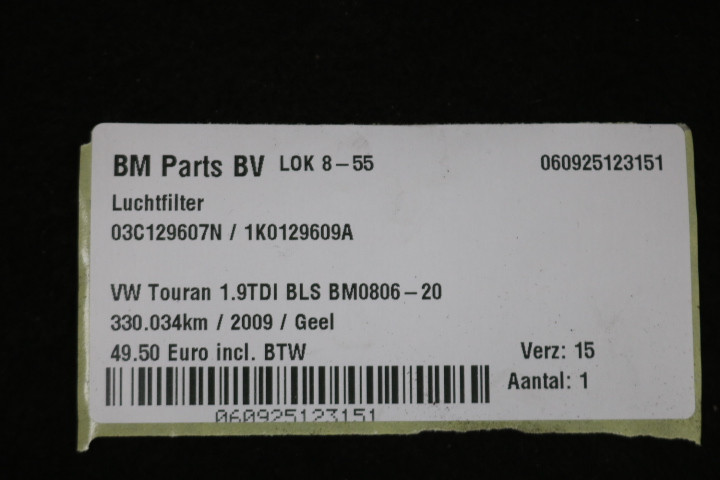 BM Parts BV LOK 8-55 060925123151
Luchtfilter
03C129607N / 1K0129609A
VW Touran 1.9TDI BLS BM0806-20
330.034km / 2009 / Geel
49.50 Euro incl. BTW Verz: 15
Aantal: 1
060925123151